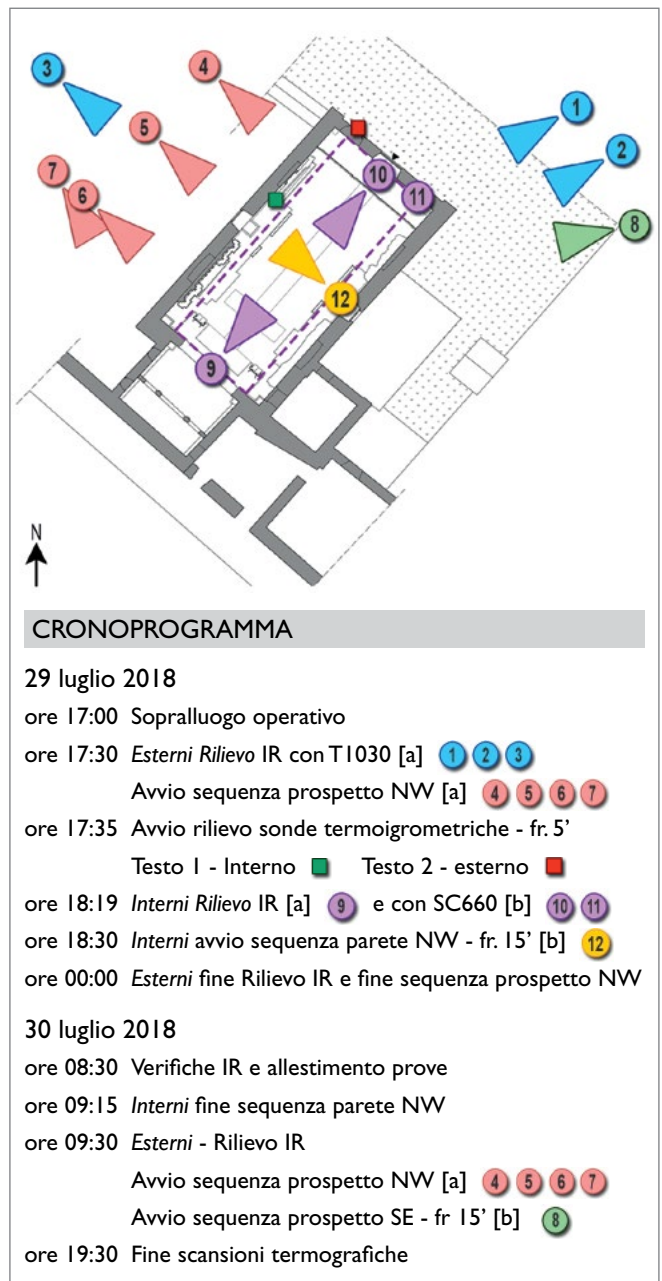 3
4
1
5
2
7
10
6
11
8
12
9
N
CRONOPROGRAMMA
29 luglio 2018
ore 17:00 Sopralluogo operativo
ore 17:30 Esterni Rilievo IR con T1030 [a] 1 2 3
Avvio sequenza prospetto NW [a] 4 5 6 7
ore 17:35 Avvio rilievo sonde termoigrometriche - fr. 5’
Testo 1 - Interno Testo 2 - esterno
ore 18:19 Interni Rilievo IR [a] 9 e con SC660 [b] 10 11
ore 18:30 Interni avvio sequenza parete NW - fr. 15’ [b] 12
ore 00:00 Esterni fine Rilievo IR e fine sequenza prospetto NW
30 luglio 2018
ore 08:30 Verifiche IR e allestimento prove
ore 09:15 Interni fine sequenza parete NW
ore 09:30 Esterni - Rilievo IR
Avvio sequenza prospetto NW [a] 4 5 6 7
Avvio sequenza prospetto SE - fr 15’ [b] 8
ore 19:30 Fine scansioni termografiche